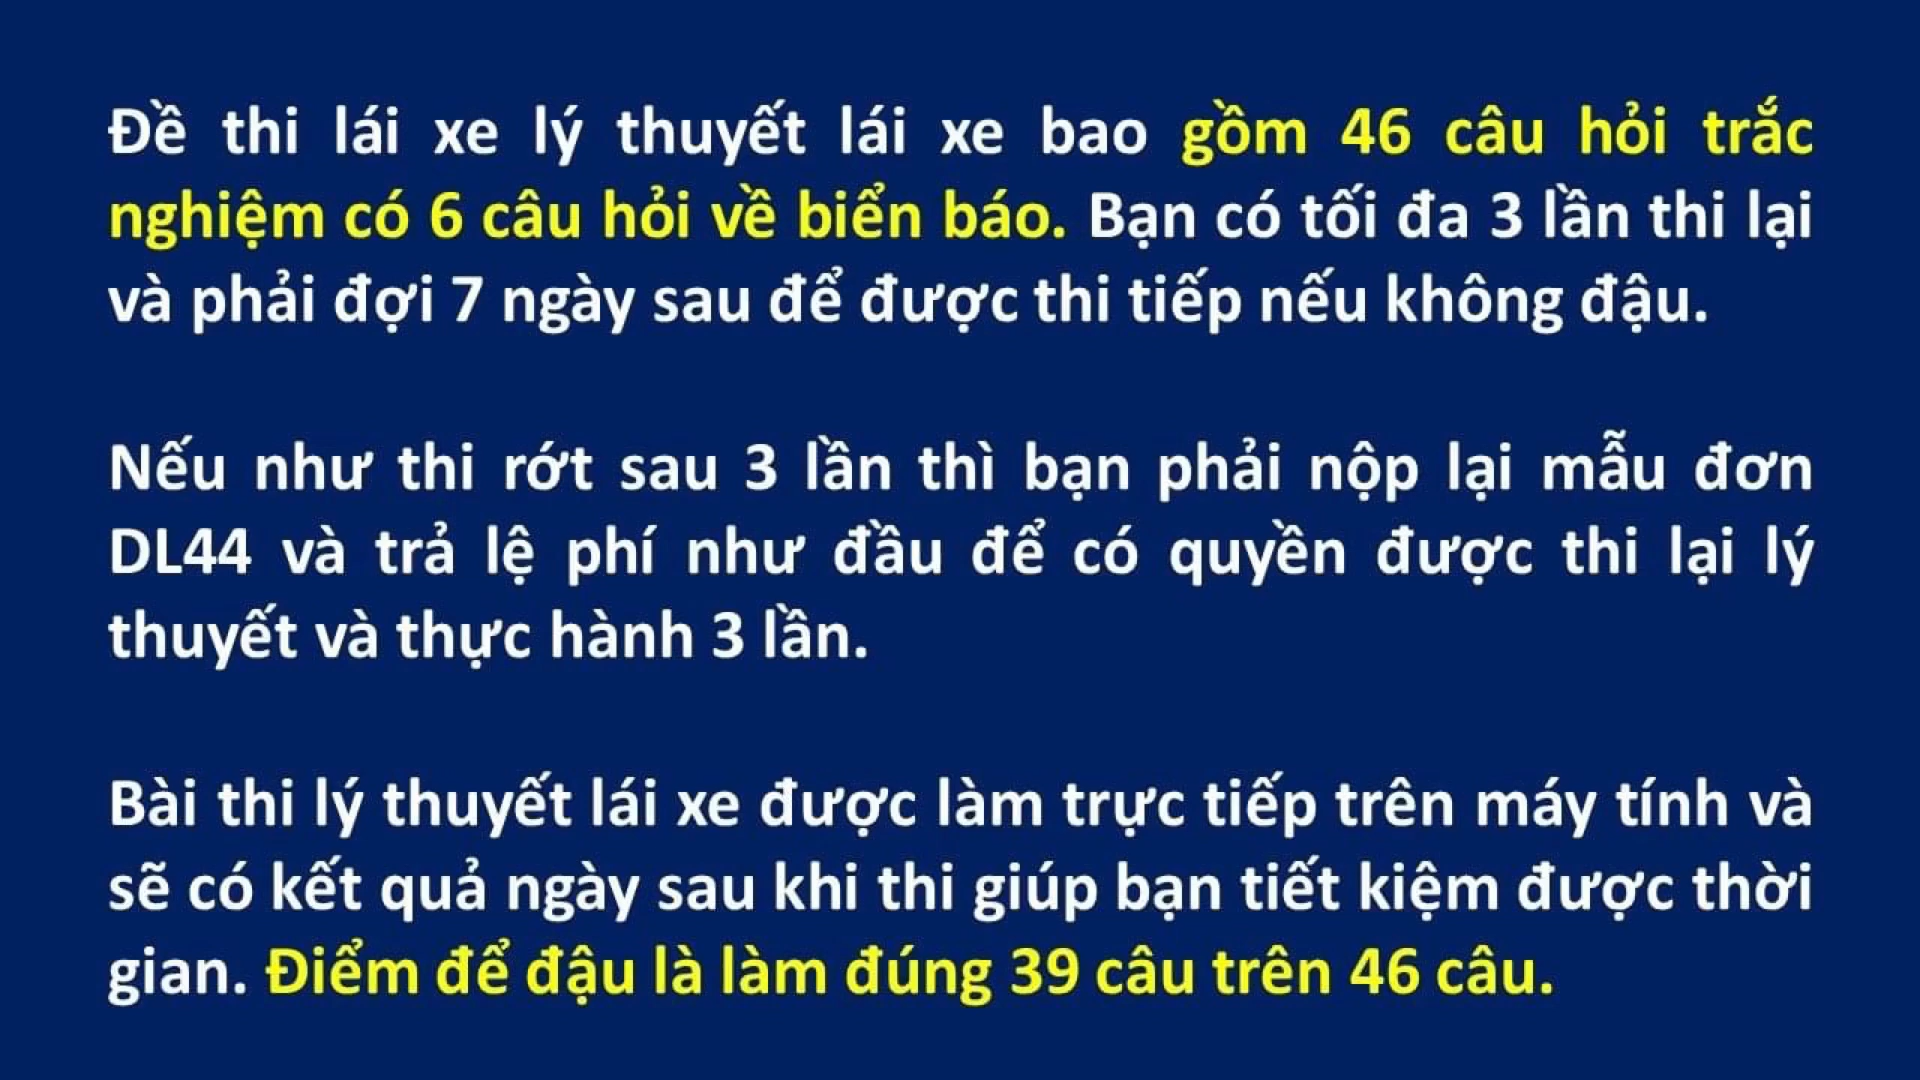 Đề thi lái xe lý thuyết lái xe bao gồm 46 câu hỏi trắc
nghiệm có 6 câu hỏi về biển báo. Bạn có tối đa 3 lần thi lại
và phải đợi 7 ngày sau để được thi tiếp nếu không đậu.
Nếu như thi rớt sau 3 lần thì bạn phải nộp lại mẫu đơn
DL44 và trả lệ phí như đầu để có quyền được thi lại lý
thuyết và thực hành 3 lần.
Bài thi lý thuyết lái xe được làm trực tiếp trên máy tính và
sẽ có kết quả ngày sau khi thi giúp bạn tiết kiệm được thời
gian. Điểm để đậu là làm đúng 39 câu trên 46 câu.